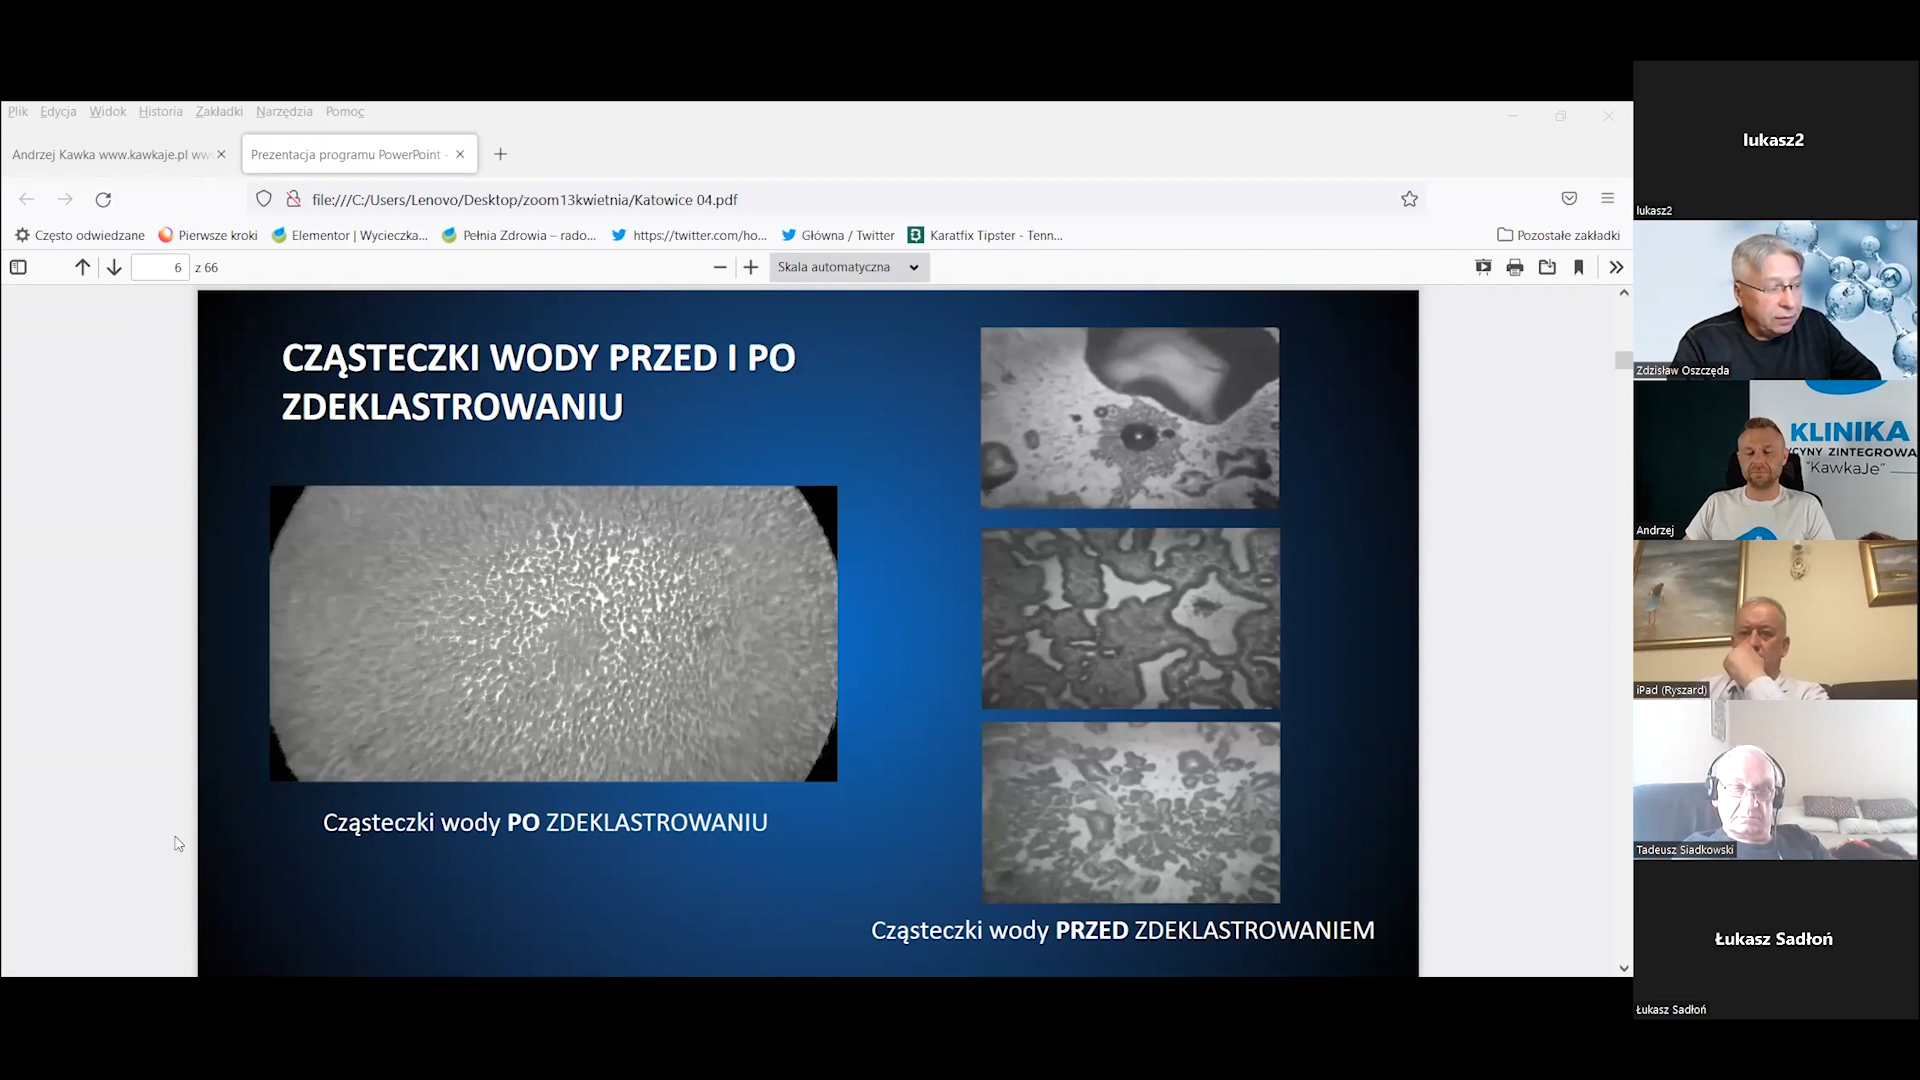 Plik Edycja Widok Historia Zakładki Narzędzia Pomoc
Andrzej Kawka www.kawkaje.pl
Prezentacja programu PowerPoint -
file:///C:/Users/Lenovo/Desktop/zoom13kwietnia/Katowice 04.pdf
Często odwiedzane Pierwsze kroki Elementor | Wycieczka... Pełnia Zdrowia – rado... https://twitter.com/ho... Główna / Twitter Karatfix Tipster - Tenn... Pozostałe zakładki
6 z 66 Skala automatyczna
CZĄSTECZKI WODY PRZED I PO
ZDEKLASTROWANIU
Cząsteczki wody PO ZDEKLASTROWANIU
Cząsteczki wody PRZED ZDEKLASTROWANIEM
lukasz2
lukasz2
Zdzisław Oszczęda
KLINIKA
YCYNY ZINTEGROWA
"KawkaJe"
Andrzej
iPad (Ryszard)
Tadeusz Siadkowski
Łukasz Sadłoń
Łukasz Sadłoń